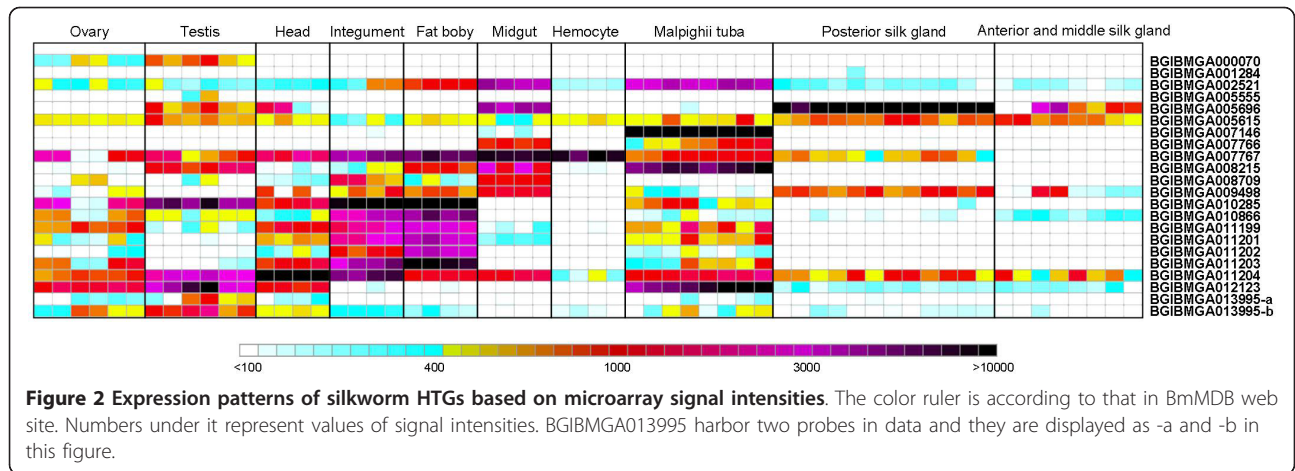 Ovary Testis Head Integument Fat boby Midgut Hemocyte Malpighii tuba Posterior silk gland Anterior and middle silk gland
BGIBMGA000070
BGIBMGA001284
BGIBMGA002521
BGIBMGA005555
BGIBMGA005696
BGIBMGA005615
BGIBMGA007146
BGIBMGA007766
BGIBMGA007767
BGIBMGA008215
BGIBMGA008709
BGIBMGA009498
BGIBMGA010285
BGIBMGA010866
BGIBMGA011199
BGIBMGA011201
BGIBMGA011202
BGIBMGA011203
BGIBMGA011204
BGIBMGA012123
BGIBMGA013995-a
BGIBMGA013995-b
<100 400 1000 3000 >10000
Figure 2 Expression patterns of silkworm HTGs based on microarray signal intensities. The color ruler is according to that in BmMDB web
site. Numbers under it represent values of signal intensities. BGIBMGA013995 harbor two probes in data and they are displayed as -a and -b in
this figure.